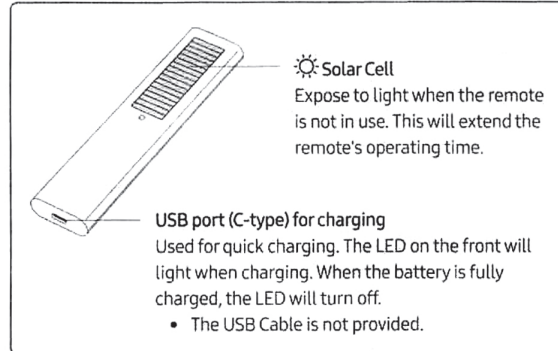 Solar Cell
Expose to light when the remote
is not in use. This will extend the
remote's operating time.
USB port (C-type) for charging
Used for quick charging. The LED on the front will
light when charging. When the battery is fully
charged, the LED will turn off.
• The USB Cable is not provided.